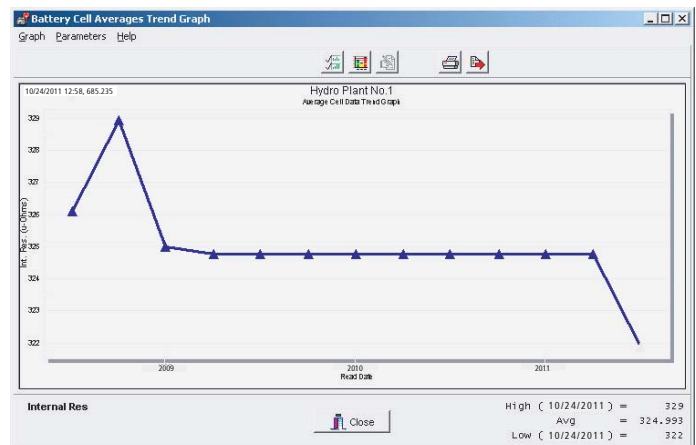 Battery Cell Averages Trend Graph
Graph Parameters Help
10/24/2011 12:58, 685.235
Hydro Plant No.1
Average Cell Data Trend Graph
Int. Res. (u-Ohms)
329
328
327
326
325
324
323
322
2009 2010 2011
Read Date
Internal Res
Close
High ( 10/24/2011 ) = 329
Avg = 324.993
Low ( 10/24/2011 ) = 322